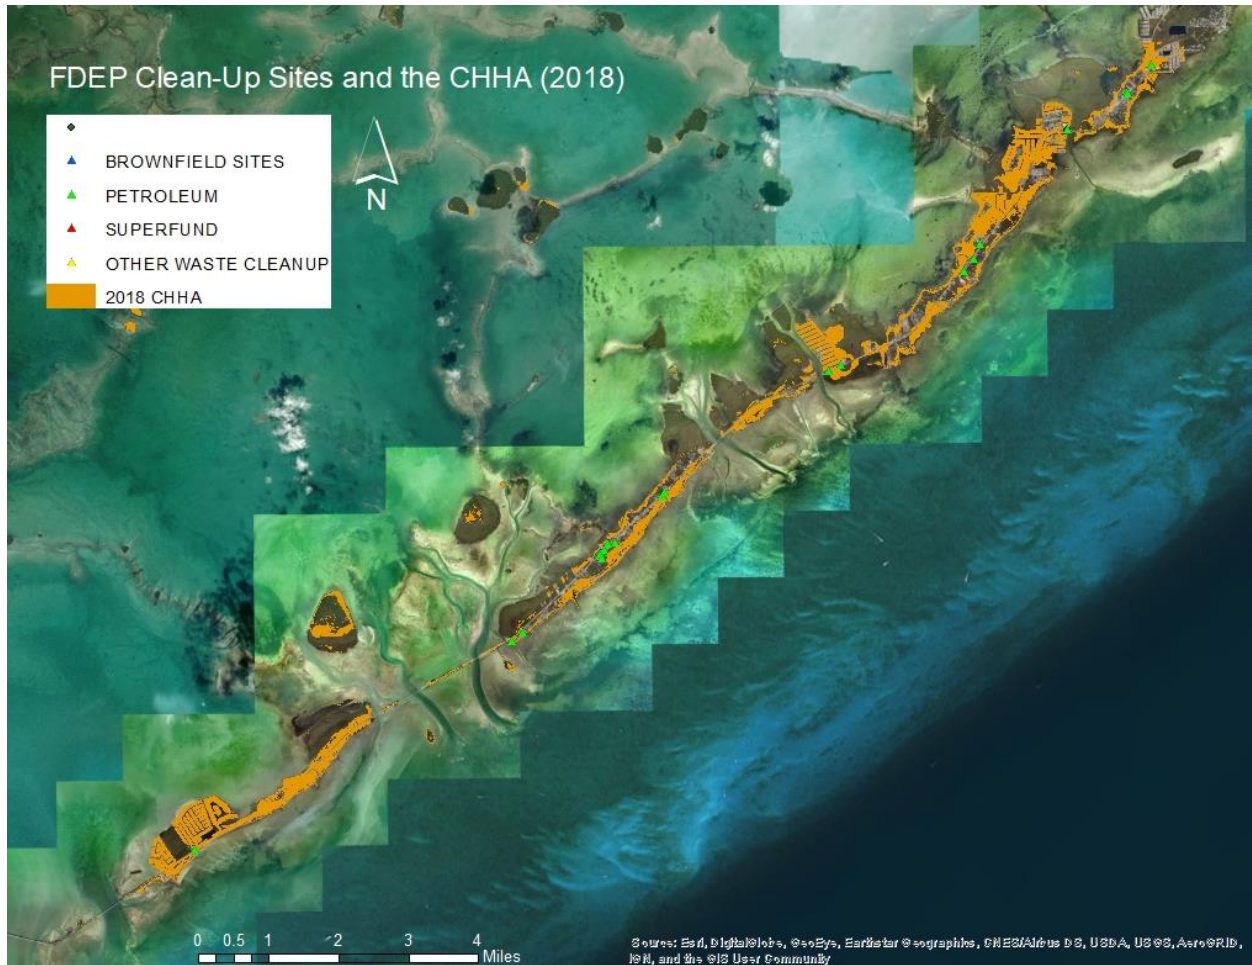 FDEP Clean-Up Sites and the CHHA (2018)
BROWNFIELD SITES
PETROLEUM
SUPERFUND
OTHER WASTE CLEANUP
2018 CHHA
N
0 0.5 1 2 3 4
Miles
Source: Esri, DigitalGlobe, GeoEye, Earthstar Geographics, CNES/Airbus DS, USDA, USGS, AeroGRID,
IGN, and the GIS User Community